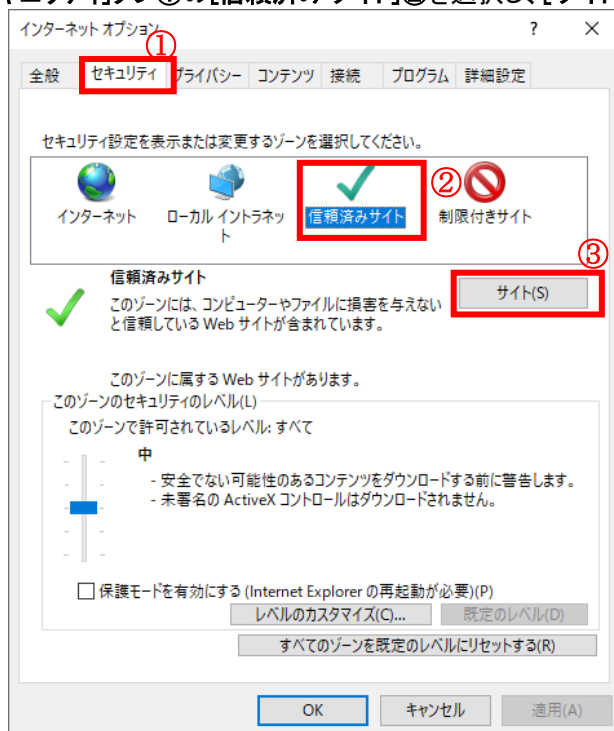 インターネット オプション ? ×
①
全般 セキュリティ プライバシー コンテンツ 接続 プログラム 詳細設定
セキュリティ設定を表示または変更するゾーンを選択してください。
②
インターネット ローカル イントラネット 信頼済みサイト 制限付きサイト
③
信頼済みサイト
サイト(S)
このゾーンには、コンピューターやファイルに損害を与えない
と信頼している Web サイトが含まれています。
このゾーンに属する Web サイトがあります。
このゾーンのセキュリティのレベル(L)
このゾーンで許可されているレベル: すべて
中
- 安全でない可能性のあるコンテンツをダウンロードする前に警告します。
- 未署名の ActiveX コントロールはダウンロードされません。
保護モードを有効にする (Internet Explorer の再起動が必要)(P)
レベルのカスタマイズ(C)... 既定のレベル(D)
すべてのゾーンを既定のレベルにリセットする(R)
OK キャンセル 適用(A)